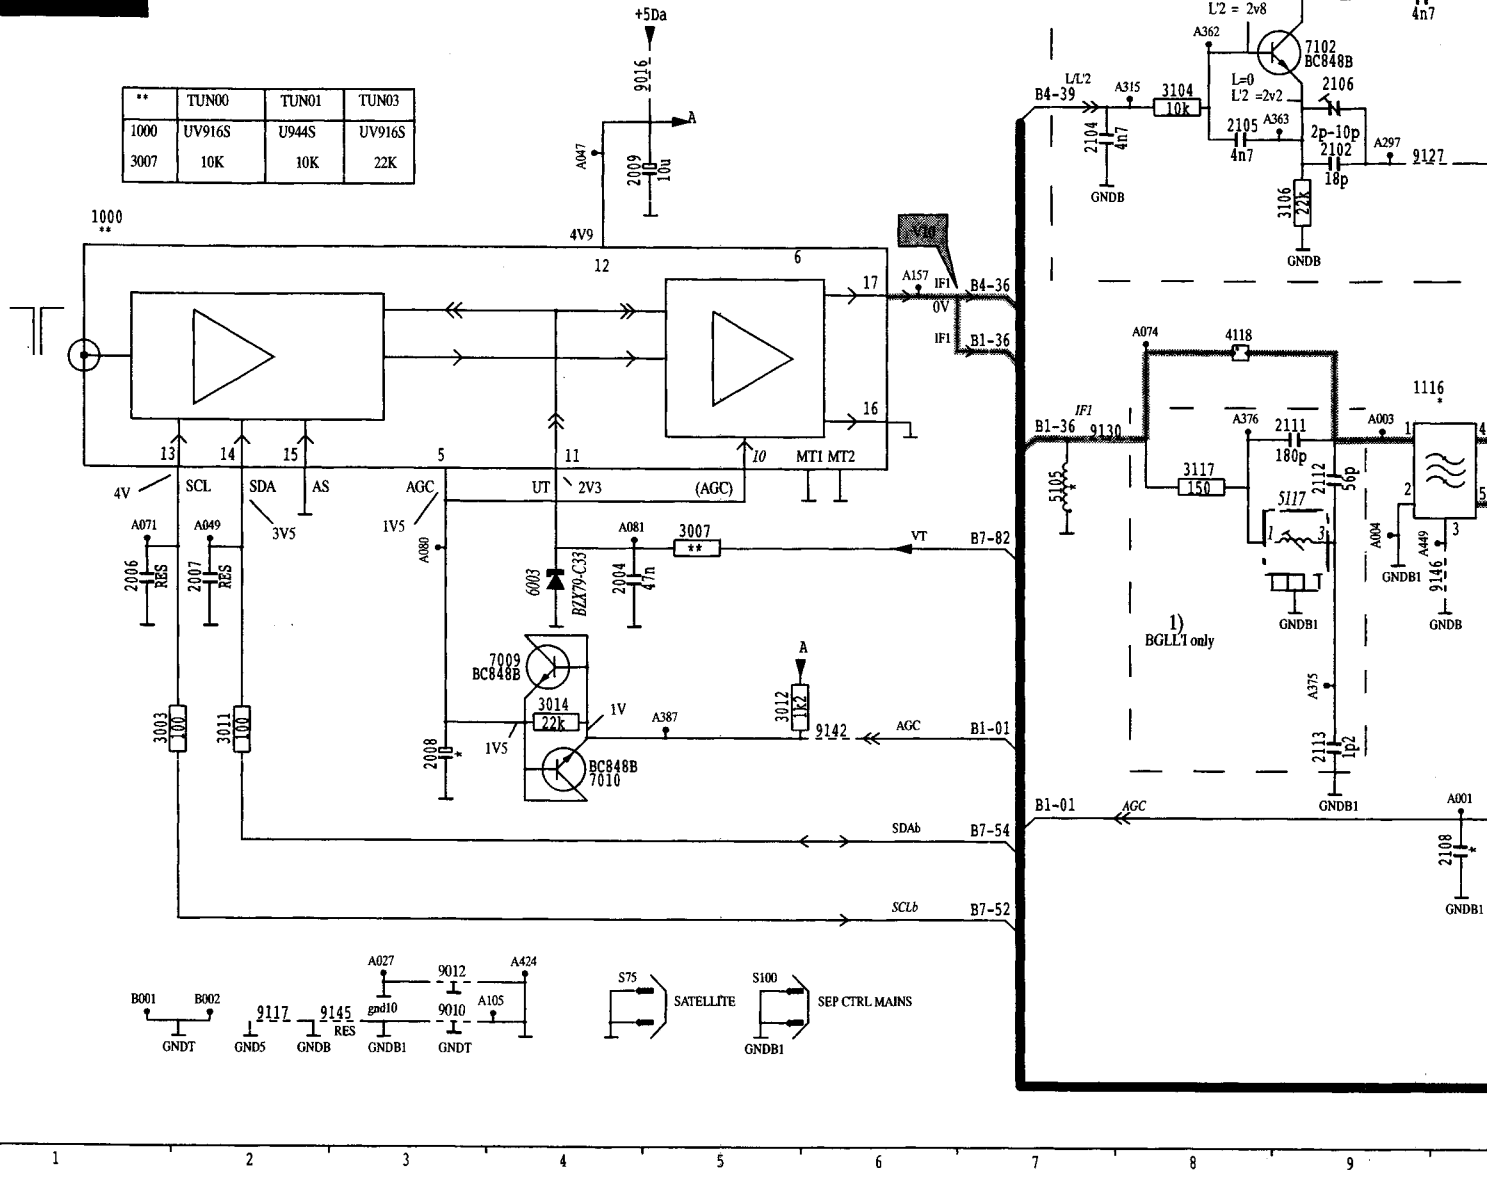 +5Da
L'2 = 2v8
4n7
A362
7102
BC848B
9016
L/L'2
A315
B4-39
3104
10k
L=0
L'2 =2v2
2106
** TUN00 TUN01 TUN03
1000 UV916S U944S UV916S
3007 10K 10K 22K
A
A047
2009
10u
2104
4n7
2105
4n7
A363
2p-10p
2102
18p
A297
9127
GNDB
3106
22k
GNDB
1000
**
4V9
12
6
V10
17
A157
IF1
B4-36
0V
IF1
B1-36
A074
4118
1116
*
16
B1-36
IF1
9130
A376
2111
180p
A003
1
4
13
14
15
5
11
10
MT1 MT2
5105
*
3117
150
2112
56p
2
5
3
4V
SCL
SDA
AS
AGC
UT
2V3
(AGC)
5117
1
3
A071
A049
3V5
1V5
A080
A081
3007
**
VT
B7-82
A004
A449
GNDB1
9146
2006
RES
2007
RES
6003
BZX79-C33
2004
47n
GNDB1
GNDB
1)
BGLL'I only
7009
BC848B
A
3012
1k2
A375
3003
100
3011
100
3014
22k
1V
A387
9142
AGC
B1-01
2008
*
1V5
BC848B
7010
2113
1p2
GNDB1
B1-01
AGC
A001
SDAb
B7-54
2108
*
SCLb
B7-52
GNDB1
A027
9012
A424
B001
B002
9117
9145
RES
gnd10
9010
A105
S75
SATELLITE
S100
SEP CTRL MAINS
GNDT
GND5
GNDB
GNDB1
GNDT
GNDB1
1 2 3 4 5 6 7 8 9